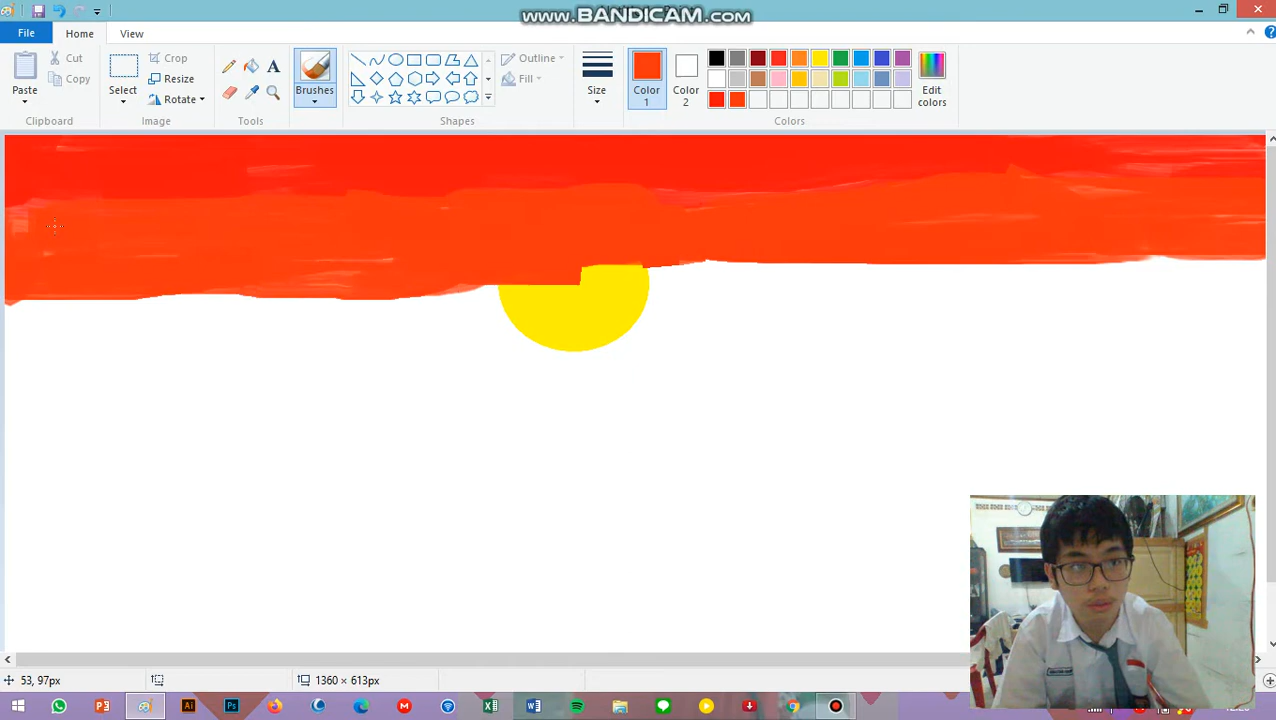 www.BANDICAM.com
File
Home
View
Paste
Cut
Copy
Clipboard
Select
Crop
Resize
Rotate
Image
A
Tools
Brushes
Outline
Fill
Shapes
Size
Color 1
Color 2
Edit colors
Colors
53, 97px
1360 × 613px